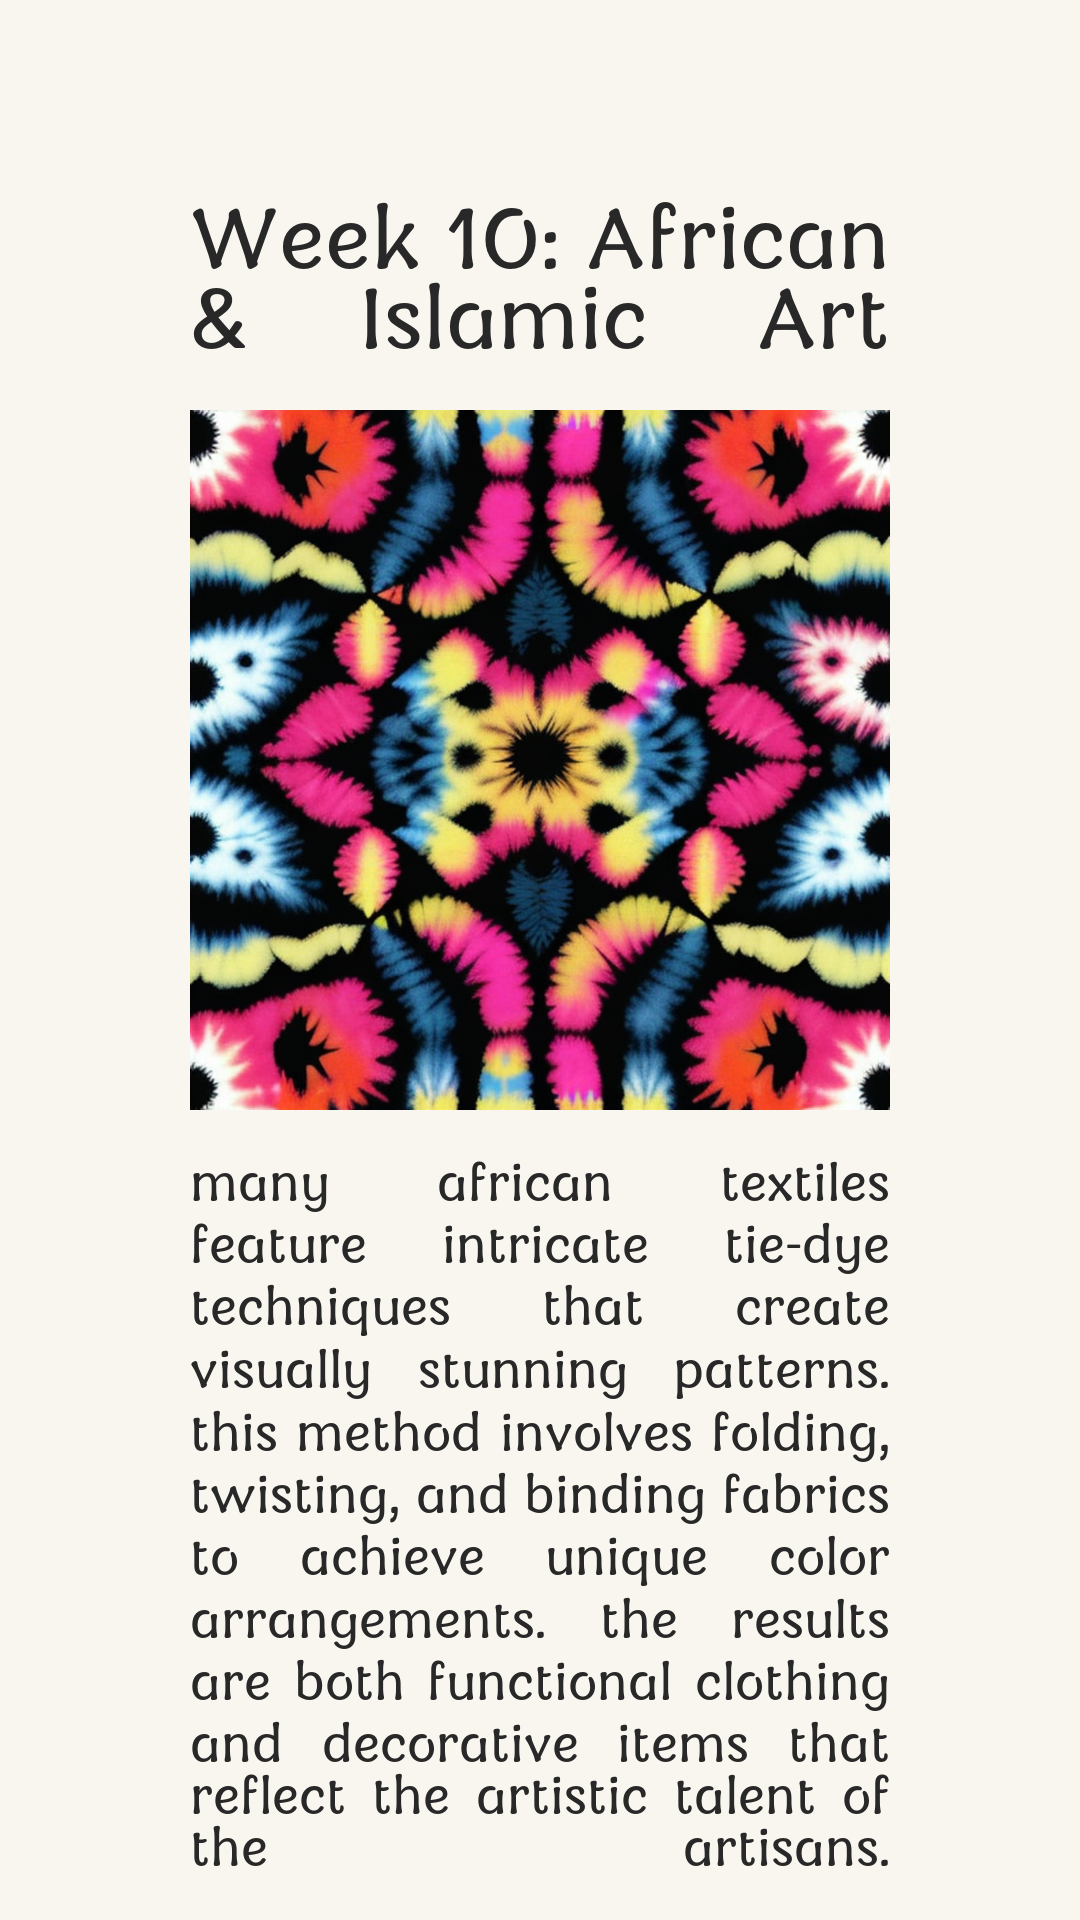 Week 10: African
& Islamic Art
many african textiles
feature intricate tie-dye
techniques that create
visually stunning patterns.
this method involves folding,
twisting, and binding fabrics
to achieve unique color
arrangements. the results
are both functional clothing
and decorative items that
reflect the artistic talent of
the artisans.